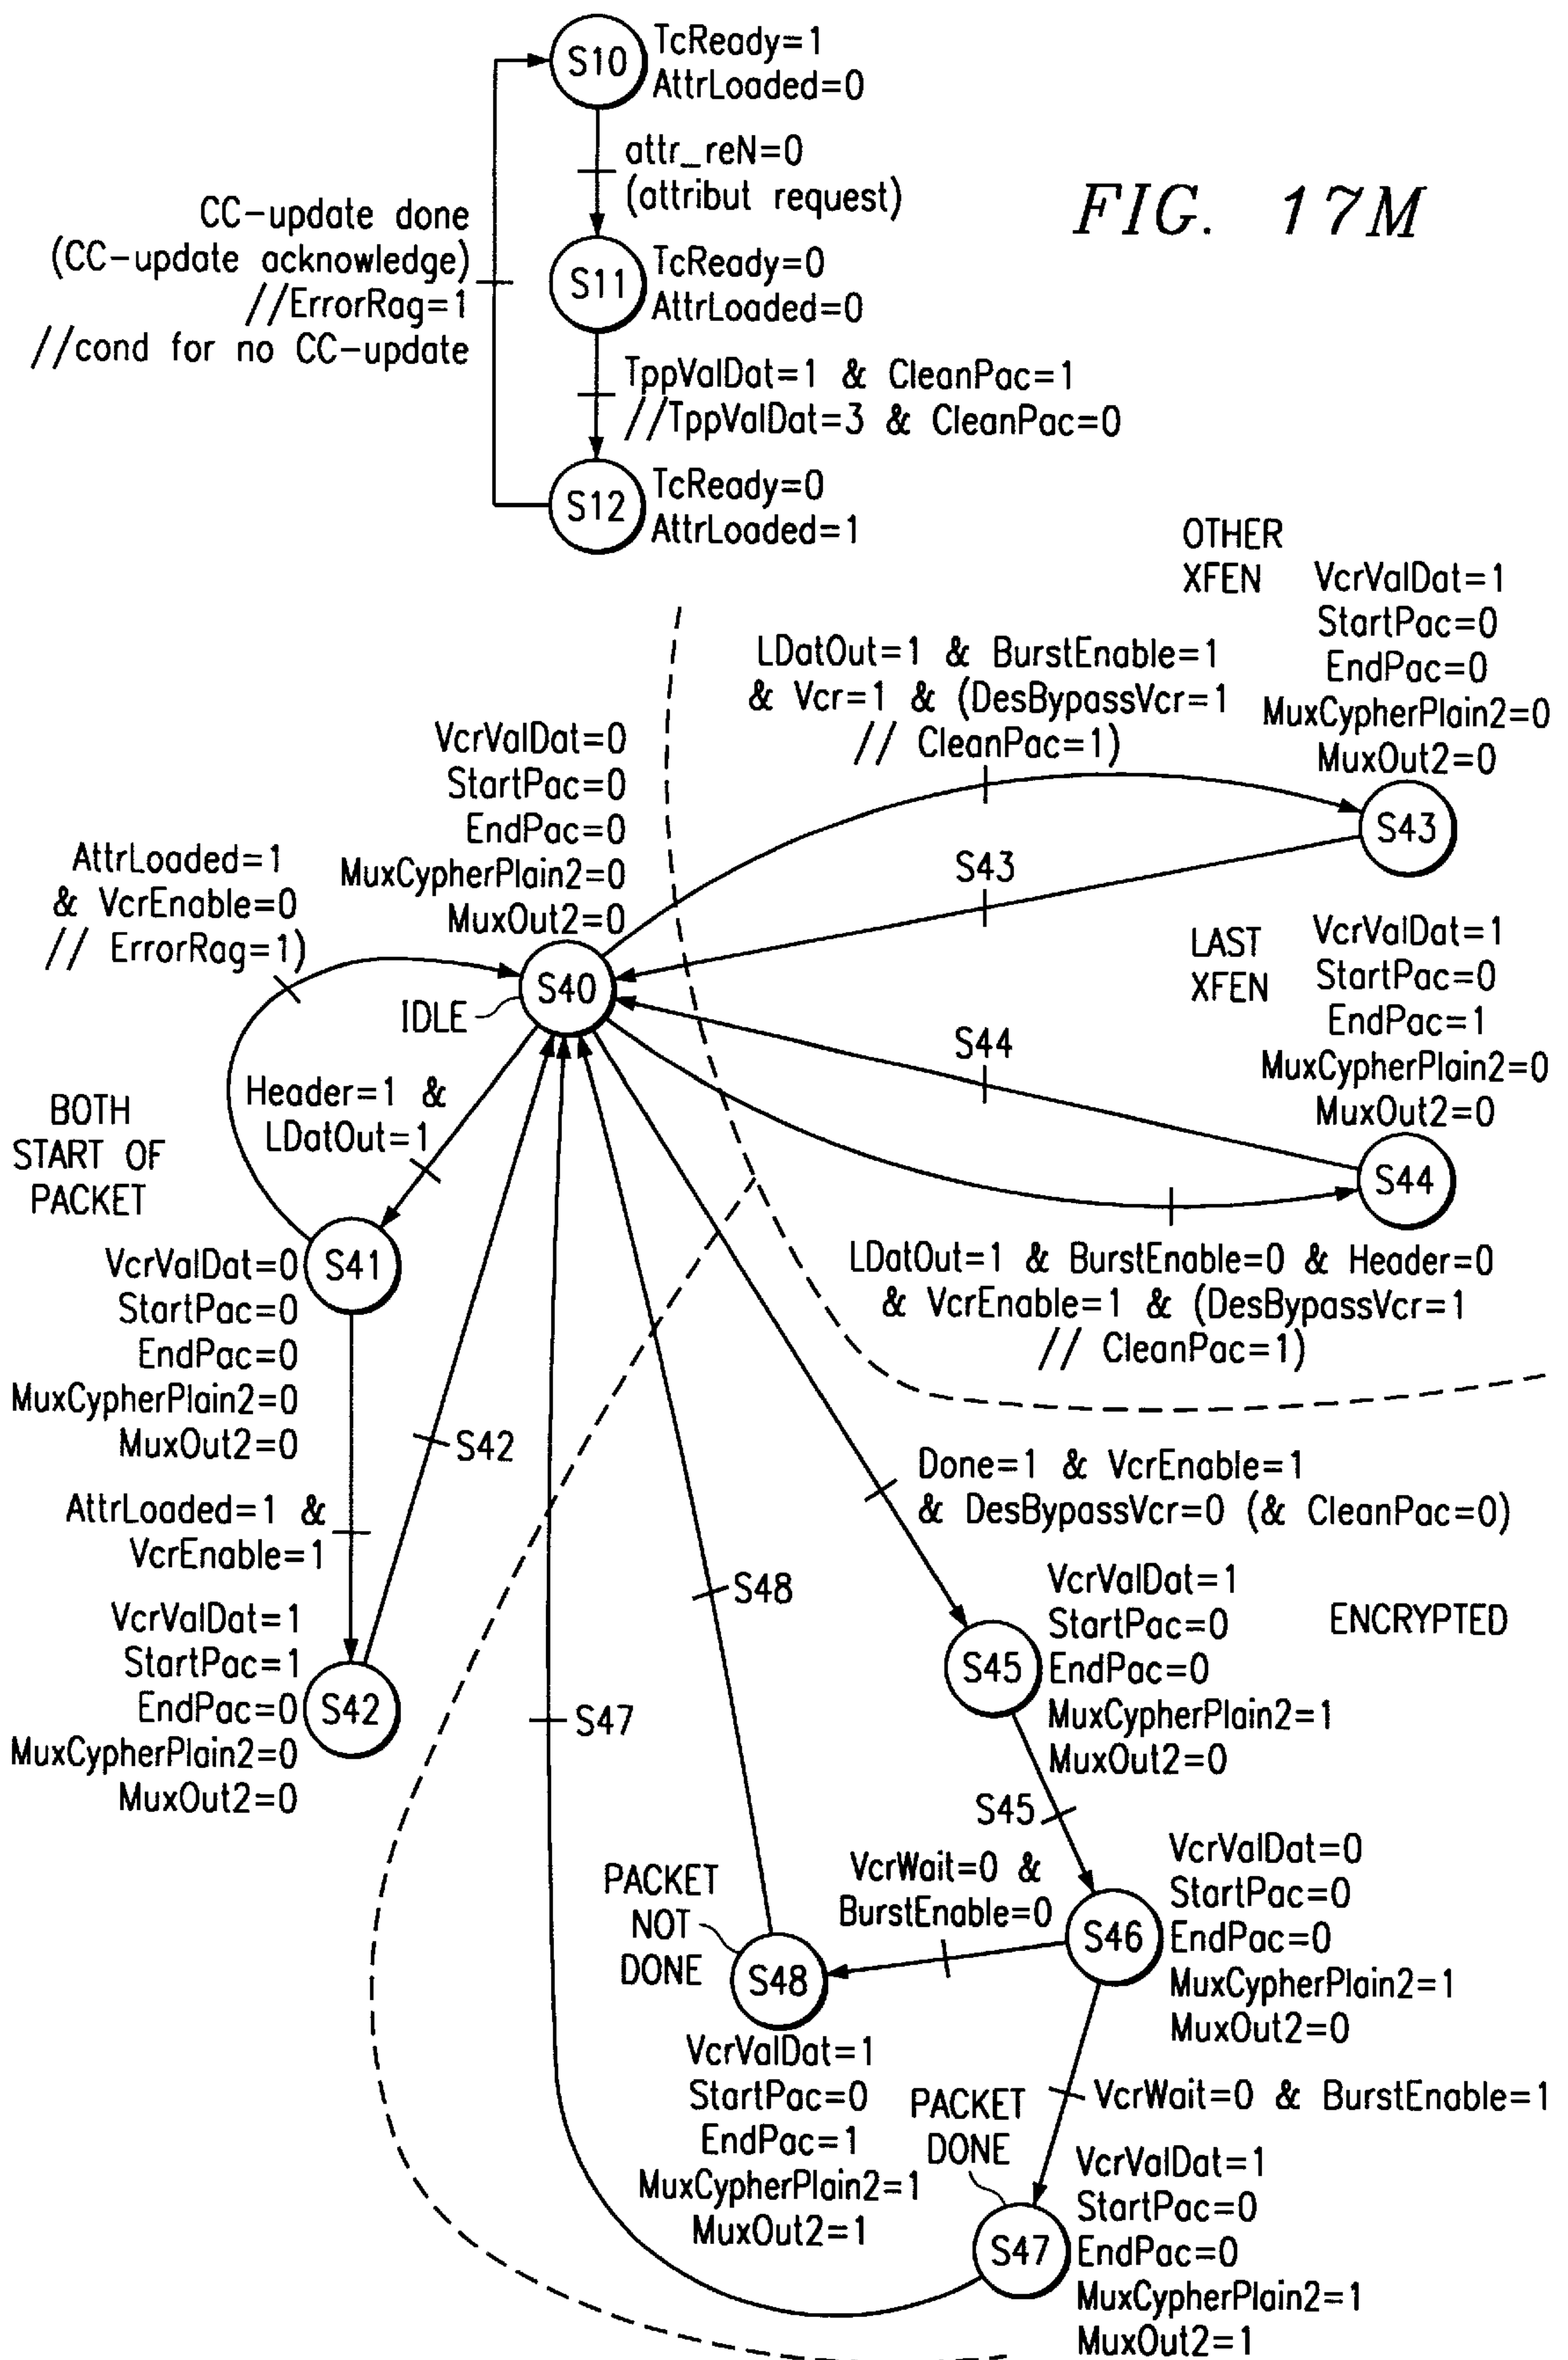 S10
TcReady=1
AttrLoaded=0
attr_reN=0
(attribut request)
FIG. 17M
CC-update done
(CC-update acknowledge)
//ErrorRag=1
//cond for no CC-update
S11
TcReady=0
AttrLoaded=0
TppValDat=1 & CleanPac=1
//TppValDat=3 & CleanPac=0
S12
TcReady=0
AttrLoaded=1
OTHER
XFEN
VcrValDat=1
StartPac=0
EndPac=0
MuxCypherPlain2=0
MuxOut2=0
S43
LDatOut=1 & BurstEnable=1
& Vcr=1 & (DesBypassVcr=1
// CleanPac=1)
S43
VcrValDat=0
StartPac=0
EndPac=0
MuxCypherPlain2=0
MuxOut2=0
S40
IDLE
AttrLoaded=1
& VcrEnable=0
// ErrorRag=1)
LAST
XFEN
VcrValDat=1
StartPac=0
EndPac=1
MuxCypherPlain2=0
MuxOut2=0
S44
S44
LDatOut=1 & BurstEnable=0 & Header=0
& VcrEnable=1 & (DesBypassVcr=1
// CleanPac=1)
Header=1 &
LDatOut=1
BOTH
START OF
PACKET
S41
VcrValDat=0
StartPac=0
EndPac=0
MuxCypherPlain2=0
MuxOut2=0
S42
AttrLoaded=1 &
VcrEnable=1
VcrValDat=1
StartPac=1
EndPac=0
MuxCypherPlain2=0
MuxOut2=0
S42
Done=1 & VcrEnable=1
& DesBypassVcr=0 (& CleanPac=0)
S48
S47
ENCRYPTED
S45
VcrValDat=1
StartPac=0
EndPac=0
MuxCypherPlain2=1
MuxOut2=0
S45
S46
VcrValDat=0
StartPac=0
EndPac=0
MuxCypherPlain2=1
MuxOut2=0
VcrWait=0 &
BurstEnable=0
PACKET
NOT
DONE
S48
VcrValDat=1
StartPac=0
EndPac=1
MuxCypherPlain2=1
MuxOut2=1
VcrWait=0 & BurstEnable=1
PACKET
DONE
S47
VcrValDat=1
StartPac=0
EndPac=0
MuxCypherPlain2=1
MuxOut2=1